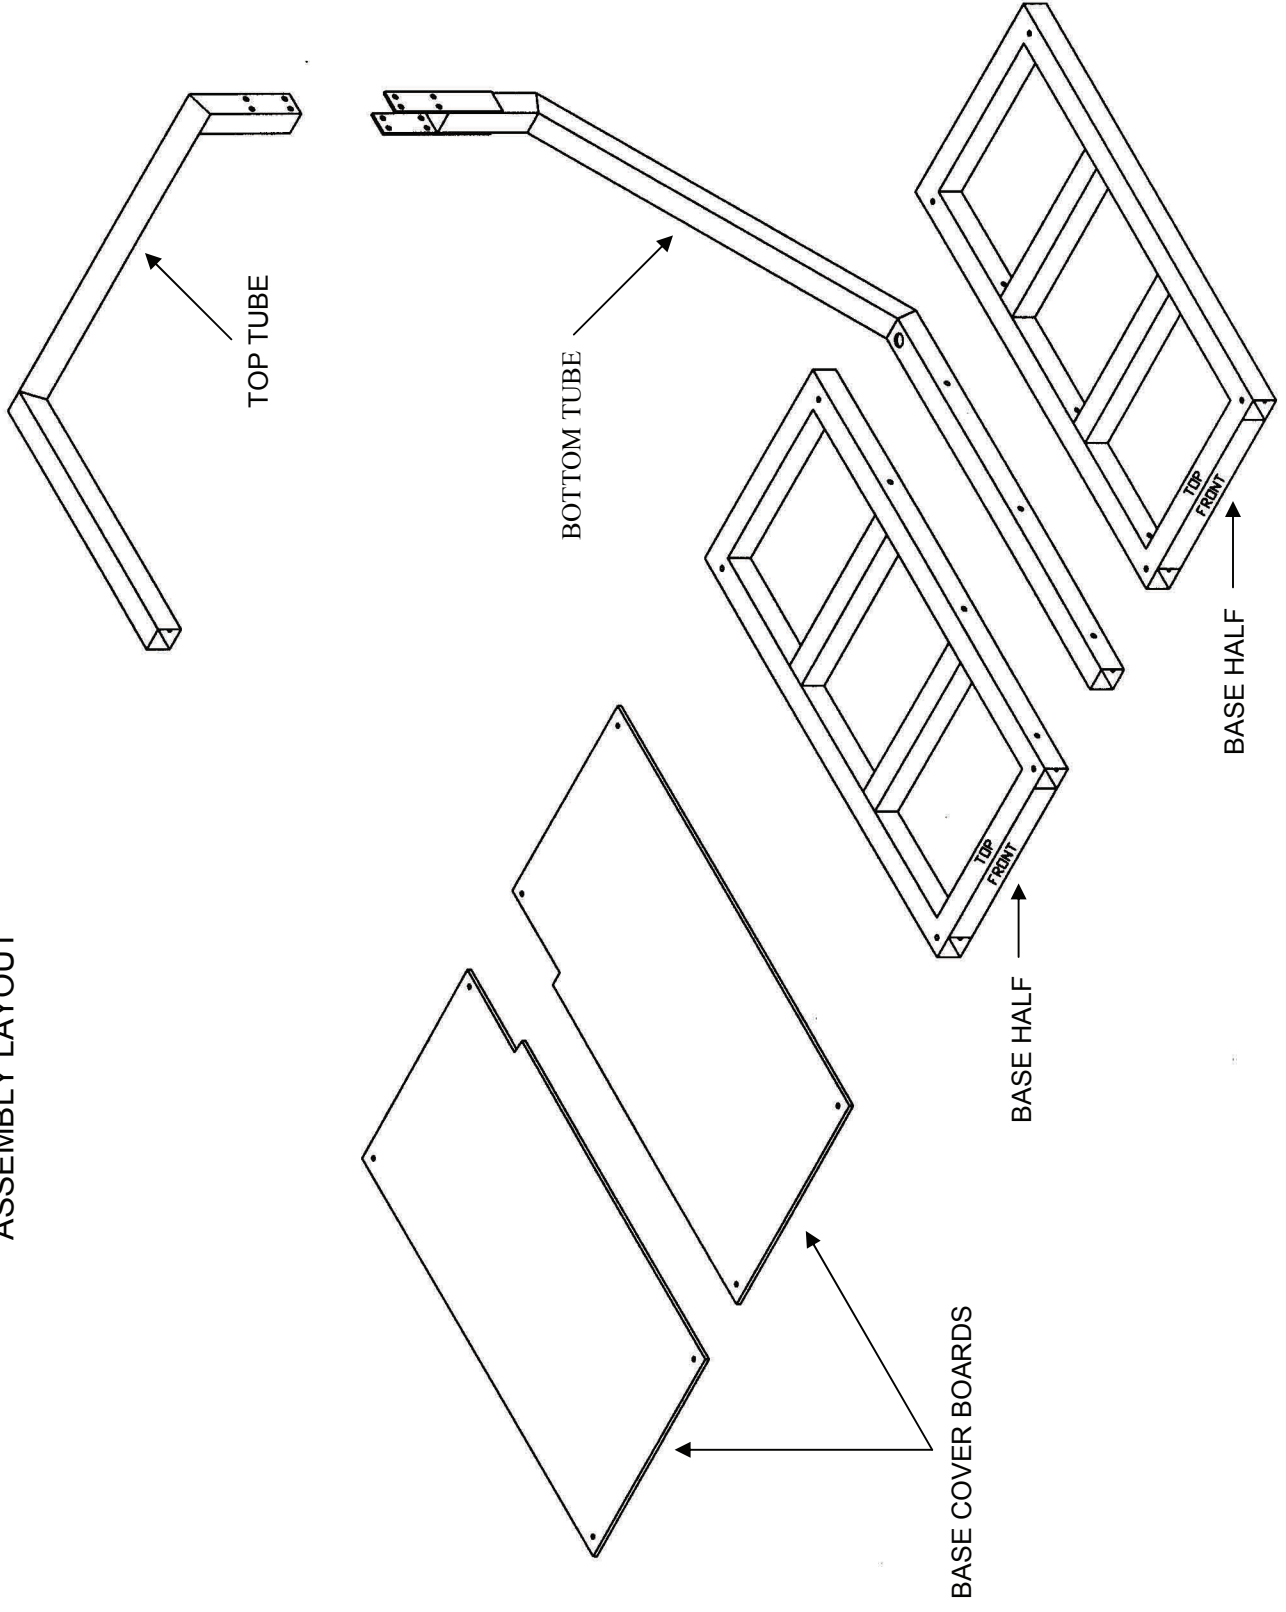 ASSEMBLY LAYOUT
TOP TUBE
BOTTOM TUBE
TOP
FRONT
BASE HALF
TOP
FRONT
BASE HALF
BASE COVER BOARDS